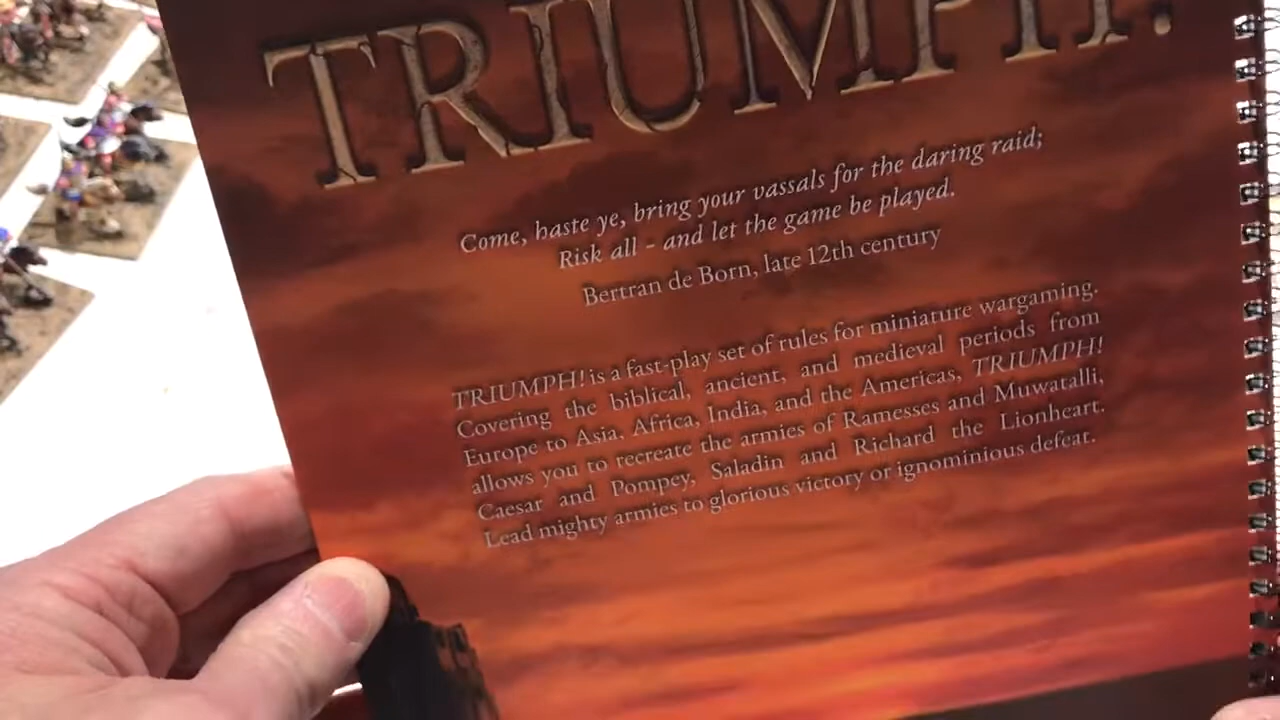 TRIUMPH!
Come, haste ye, bring your vassals for the daring raid;
Risk all - and let the game be played.
Bertran de Born, late 12th century
TRIUMPH! is a fast-play set of rules for miniature wargaming.
Covering the biblical, ancient, and medieval periods from
Europe to Asia, Africa, India, and the Americas, TRIUMPH!
allows you to recreate the armies of Ramesses and Muwatalli,
Caesar and Pompey, Saladin and Richard the Lionheart.
Lead mighty armies to glorious victory or ignominious defeat.